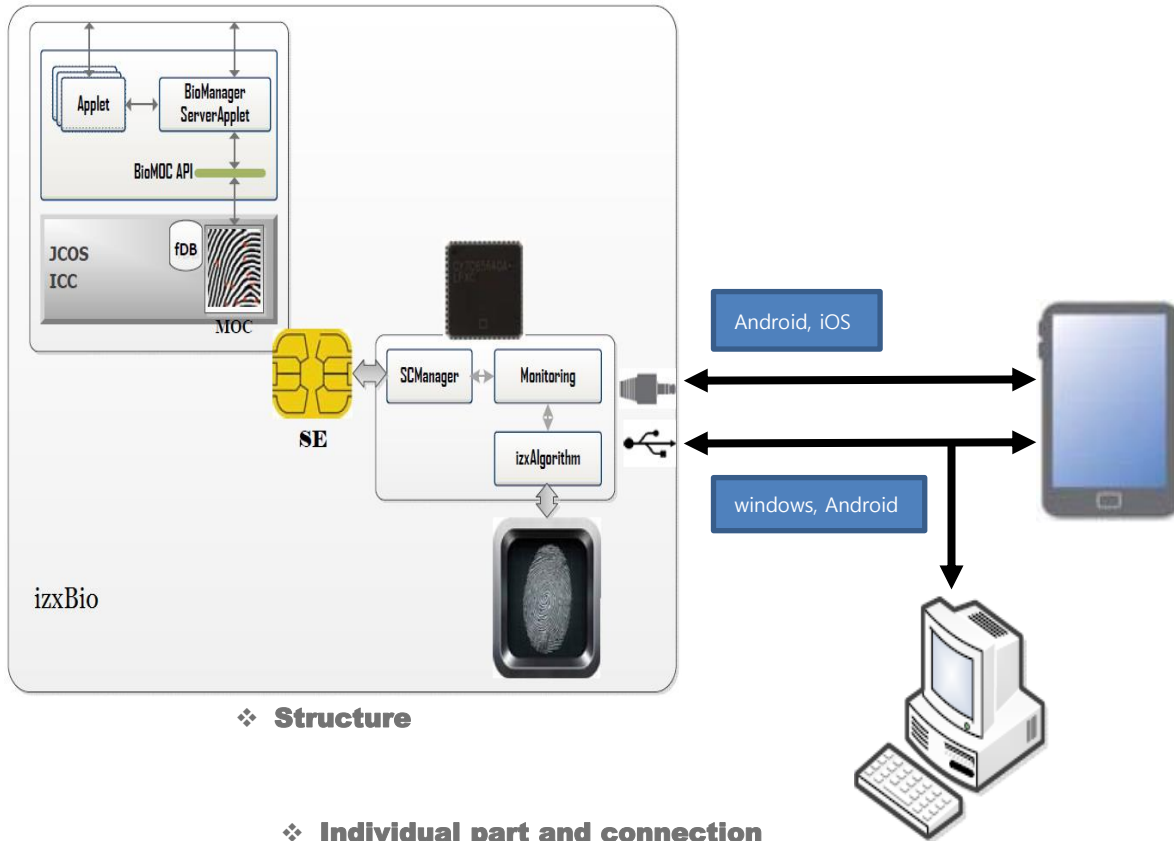 Applet
BioManager
ServerApplet
BioMOC API
JCOS
ICC
fDB
MOC
SE
SCManager
Monitoring
izxAlgorithm
Android, iOS
windows, Android
izxBio
❖ Structure
❖ Individual part and connection